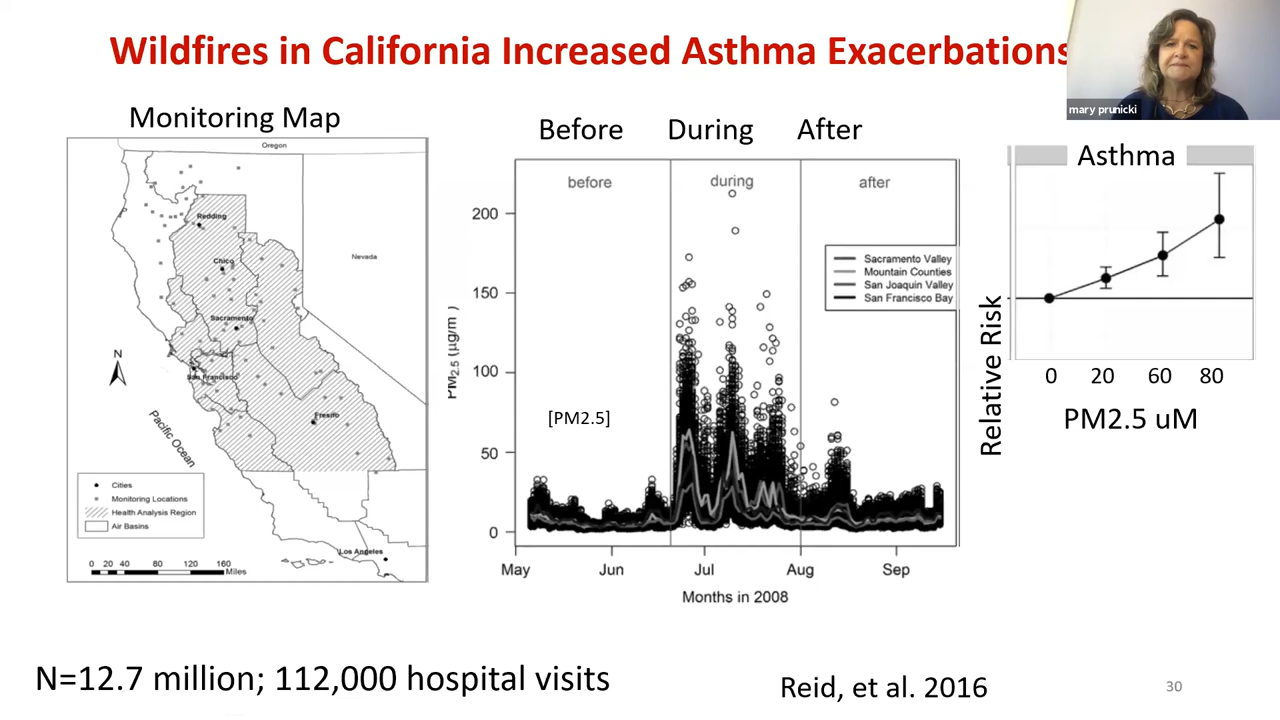 Wildfires in California Increased Asthma Exacerbations
mary prunicki
Monitoring Map
Oregon
Redding
Chico
Nevada
Sacramento
San Francisco
Fresno
N
Pacific Ocean
Cities
Monitoring Locations
Health Analysis Region
Air Basins
Los Angeles
0 20 40 80 120 160
Miles
Before During After
before during after
200
150
100
50
0
PM2.5 (µg/m )
[PM2.5]
Sacramento Valley
Mountain Counties
San Joaquin Valley
San Francisco Bay
May Jun Jul Aug Sep
Months in 2008
Asthma
Relative Risk
0 20 60 80
PM2.5 uM
N=12.7 million; 112,000 hospital visits
Reid, et al. 2016
30